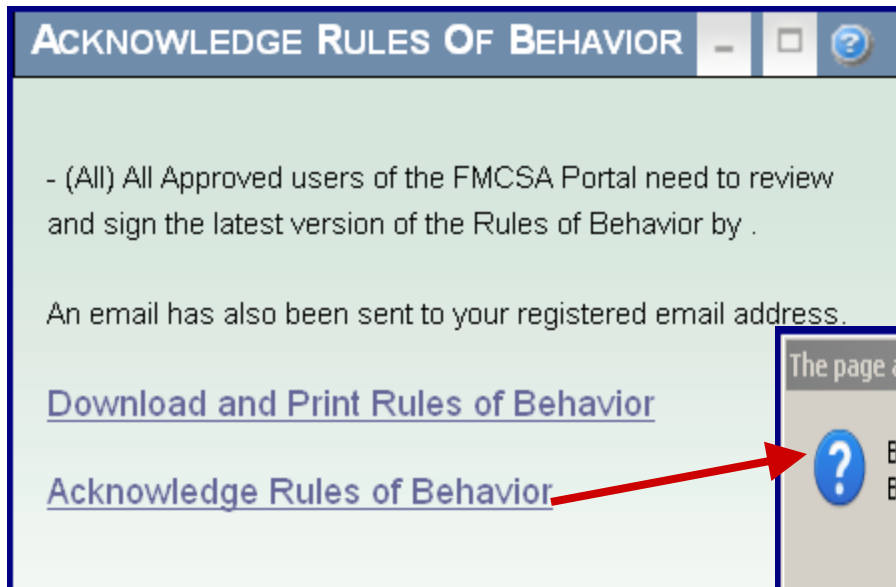 ACKNOWLEDGE RULES OF BEHAVIOR
- (All) All Approved users of the FMCSA Portal need to review
and sign the latest version of the Rules of Behavior by .
An email has also been sent to your registered email address.
Download and Print Rules of Behavior
Acknowledge Rules of Behavior
The page